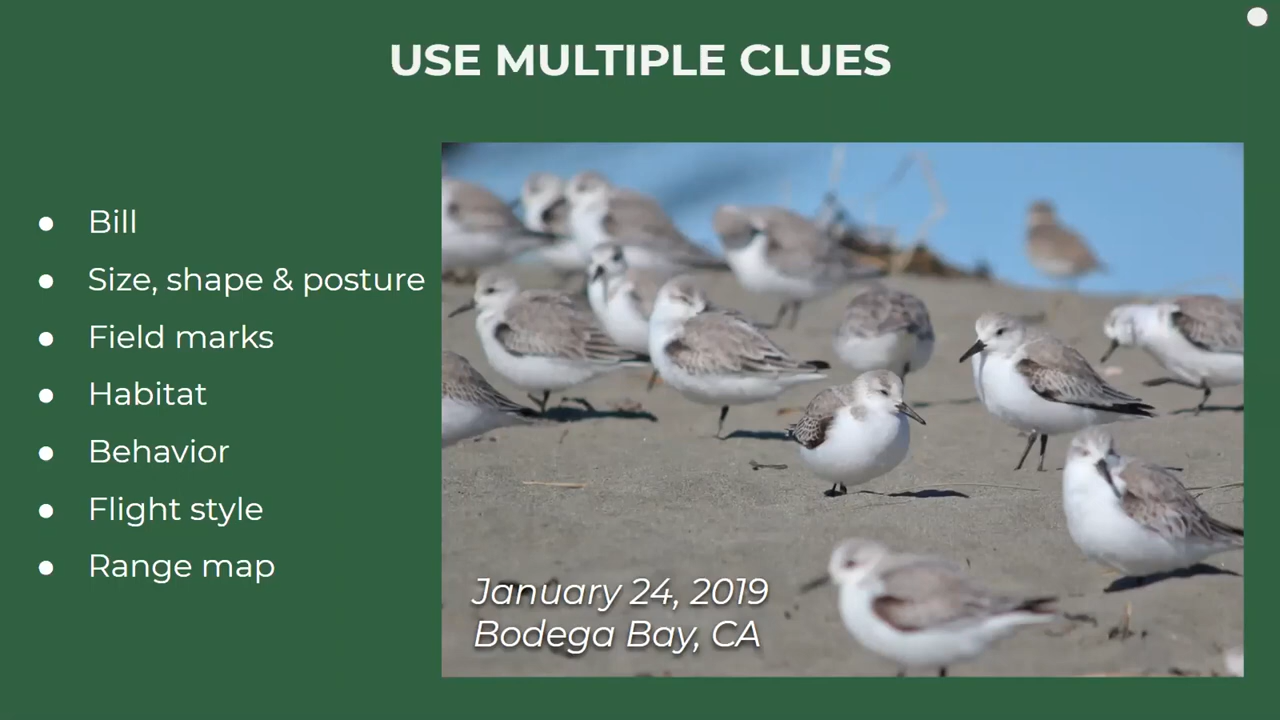 USE MULTIPLE CLUES
● Bill
● Size, shape & posture
● Field marks
● Habitat
● Behavior
● Flight style
● Range map
January 24, 2019
Bodega Bay, CA